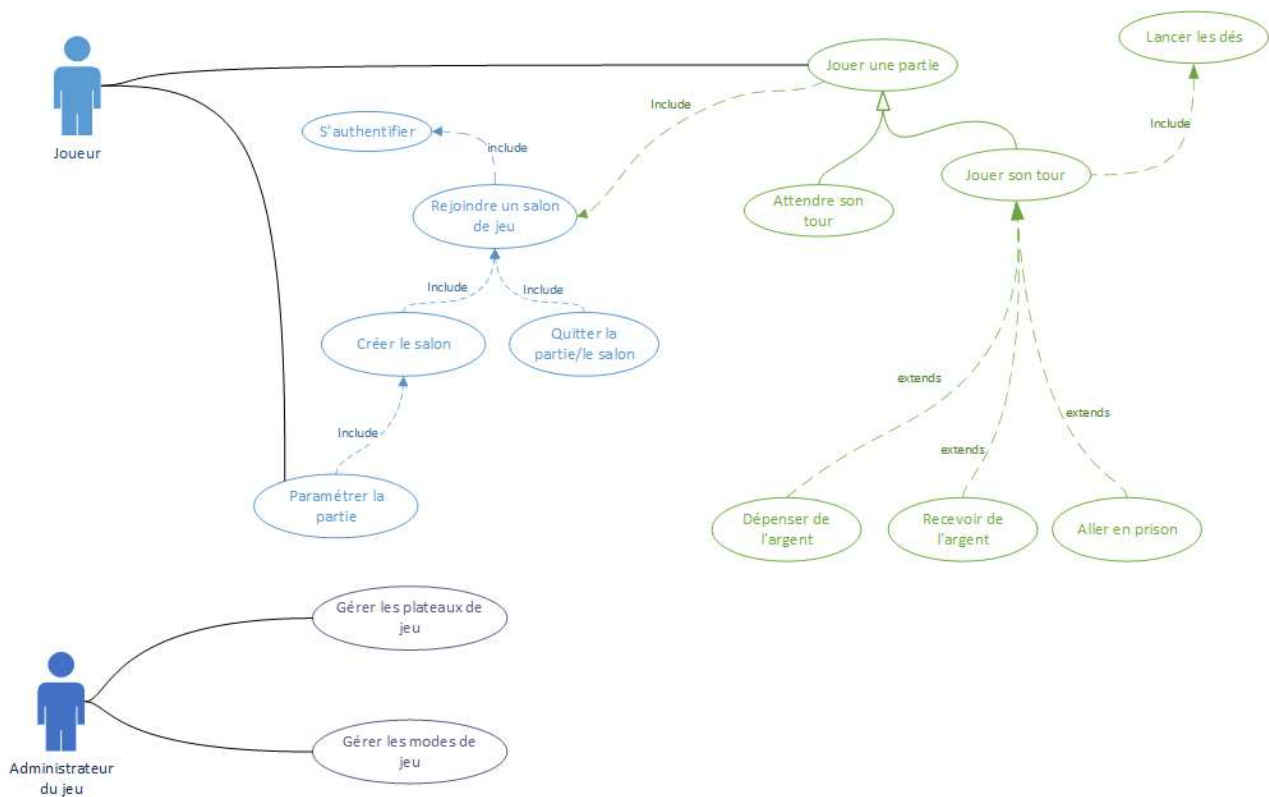 Lancer les dés
Jouer une partie
Include
Include
S'authentifier
include
Joueur
Jouer son tour
Rejoindre un salon
de jeu
Attendre son
tour
Include
Include
Créer le salon
Quitter la
partie/le salon
extends
extends
extends
Include
Paramétrer la
partie
Dépenser de
l'argent
Recevoir de
l'argent
Aller en prison
Gérer les plateaux de
jeu
Gérer les modes de
jeu
Administrateur
du jeu